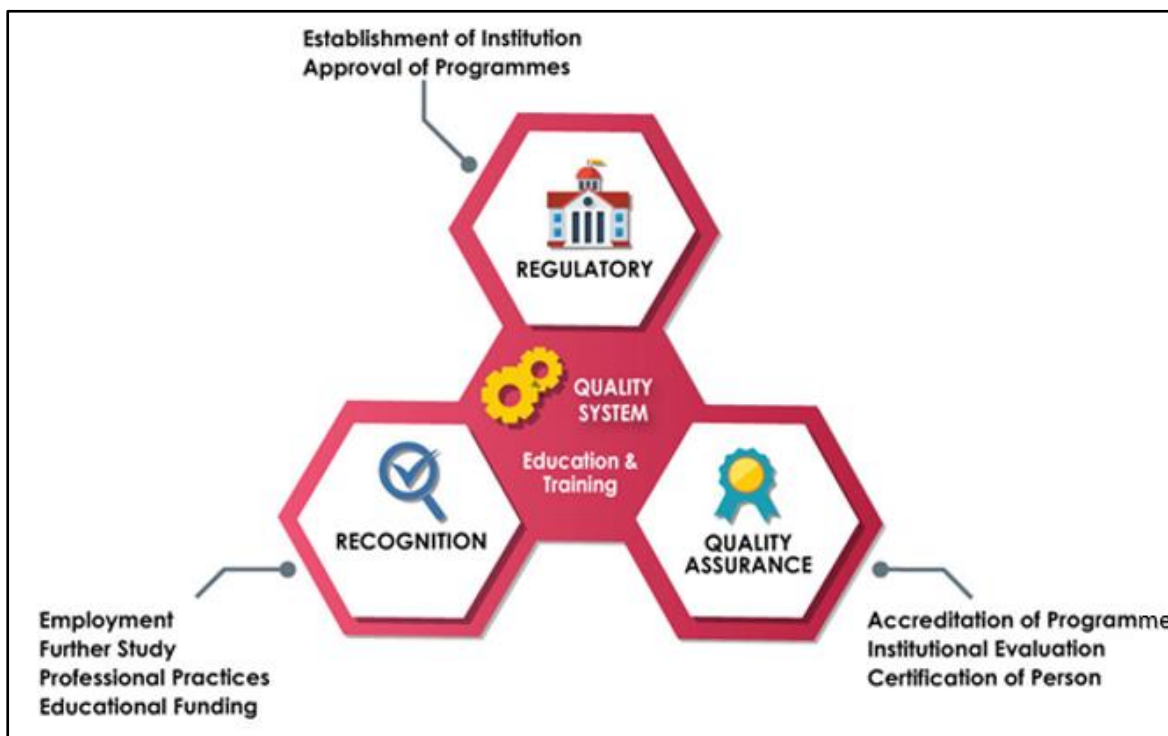 Establishment of Institution
Approval of Programmes
REGULATORY
QUALITY
SYSTEM
Education &
Training
RECOGNITION
QUALITY
ASSURANCE
Employment
Further Study
Professional Practices
Educational Funding
Accreditation of Programme
Institutional Evaluation
Certification of Person